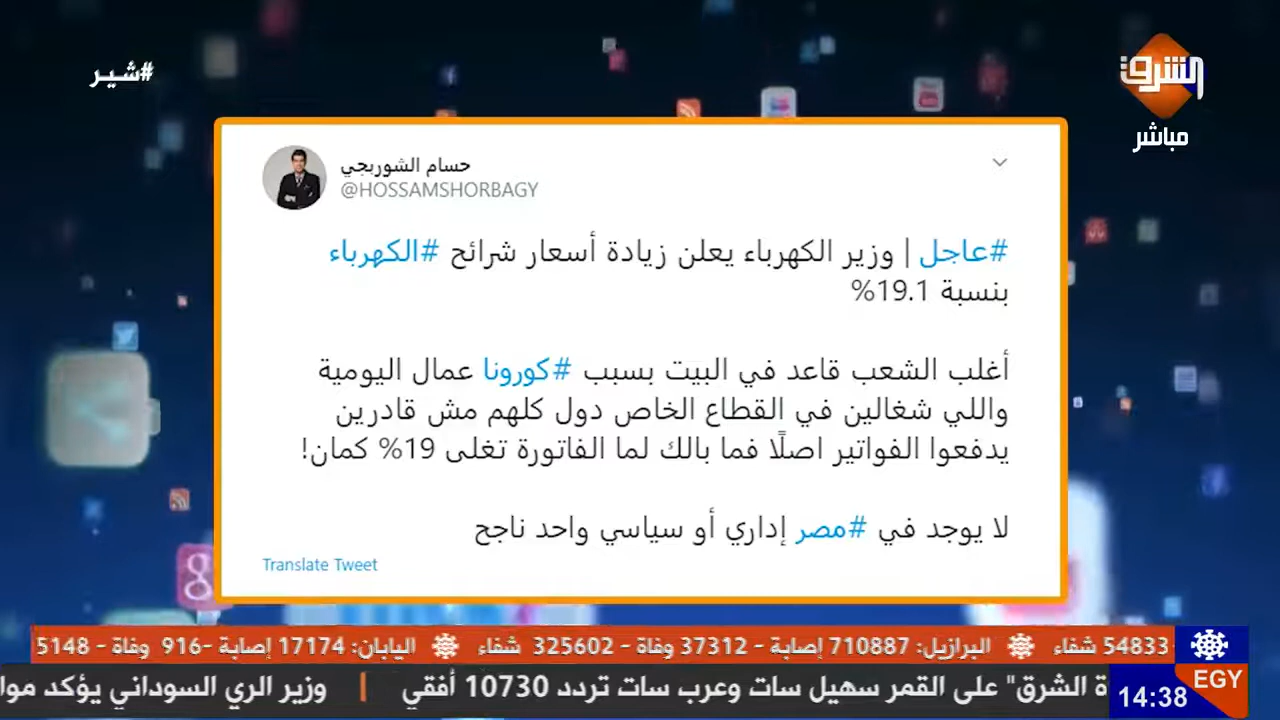 #شير
الشرق
مباشر
حسام الشوربجي
@HOSSAMSHORBAGY
#عاجل | وزير الكهرباء يعلن زيادة أسعار شرائح #الكهرباء
بنسبة 19.1%
أغلب الشعب قاعد في البيت بسبب #كورونا عمال اليومية
واللي شغالين في القطاع الخاص دول كلهم مش قادرين
يدفعوا الفواتير اصلًا فما بالك لما الفاتورة تغلى 19% كمان!
لا يوجد في #مصر إداري أو سياسي واحد ناجح
Translate Tweet
54833 شفاء البرازيل: 710887 إصابة - 37312 وفاة - 325602 شفاء اليابان: 17174 إصابة -916 وفاة - 5148
ة الشرق" على القمر سهيل سات وعرب سات تردد 10730 أفقي | وزير الري السوداني يؤكد موا
EGY
14:38